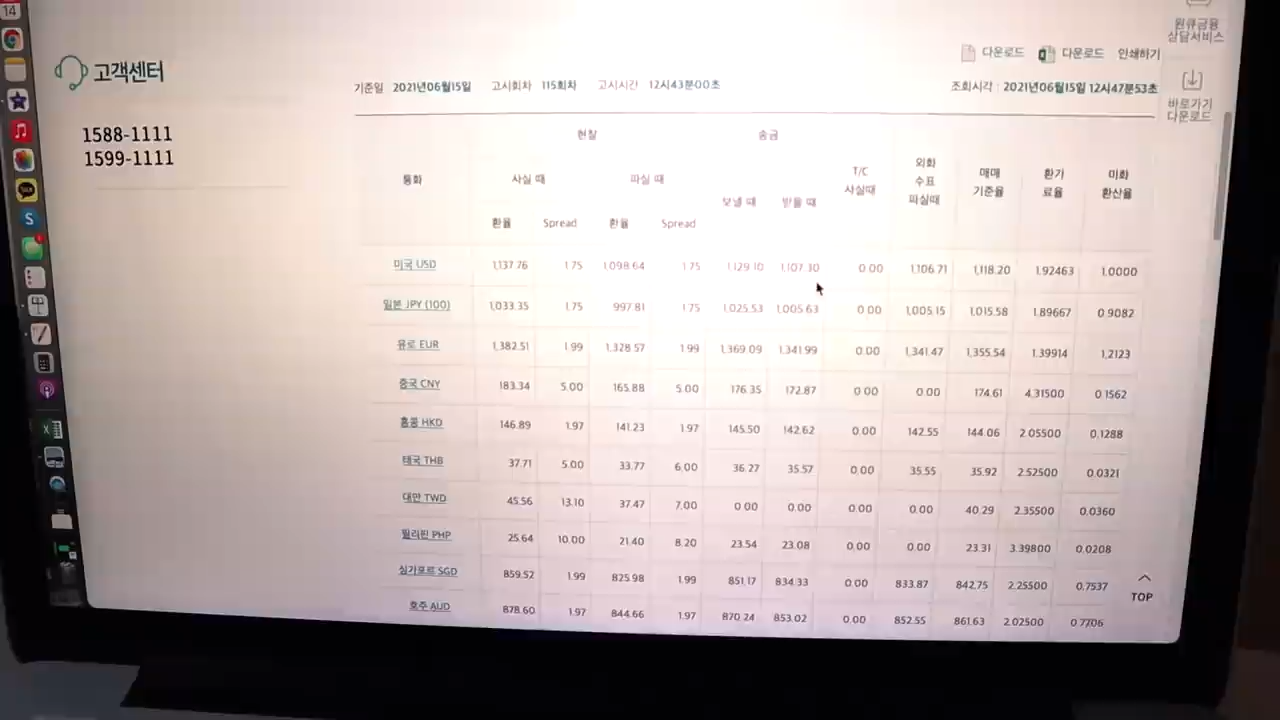 14
원큐금융
상담서비스
다운로드 다운로드 인쇄하기
고객센터
기준일 2021년06월15일 고시회차 115회차 고시시간 12시43분00초
조회시각 : 2021년06월15일 12시47분53초
바로가기
다운로드
1588-1111
1599-1111
현찰 송금
통화 사실 때 파실 때 보낼 때 받을 때 T/C 사실때 외화 수표 파실때 매매 기준율 환가 료율 미화 환산율
환율 Spread 환율 Spread
미국 USD 1,137.76 1.75 1,098.64 1.75 1,129.10 1,107.30 0.00 1,106.71 1,118.20 1.92463 1.0000
일본 JPY (100) 1,033.35 1.75 997.81 1.75 1,025.53 1,005.63 0.00 1,005.15 1,015.58 1.89667 0.9082
유로 EUR 1,382.51 1.99 1,328.57 1.99 1,369.09 1,341.99 0.00 1,341.47 1,355.54 1.39914 1.2123
중국 CNY 183.34 5.00 165.88 5.00 176.35 172.87 0.00 0.00 174.61 4.31500 0.1562
홍콩 HKD 146.89 1.97 141.23 1.97 145.50 142.62 0.00 142.55 144.06 2.05500 0.1288
태국 THB 37.71 5.00 33.77 6.00 36.27 35.57 0.00 35.55 35.92 2.52500 0.0321
대만 TWD 45.56 13.10 37.47 7.00 0.00 0.00 0.00 0.00 40.29 2.35500 0.0360
필리핀 PHP 25.64 10.00 21.40 8.20 23.54 23.08 0.00 0.00 23.31 3.39800 0.0208
싱가포르 SGD 859.52 1.99 825.98 1.99 851.17 834.33 0.00 833.87 842.75 2.25500 0.7537
호주 AUD 878.60 1.97 844.66 1.97 870.24 853.02 0.00 852.55 861.63 2.02500 0.7706
TOP